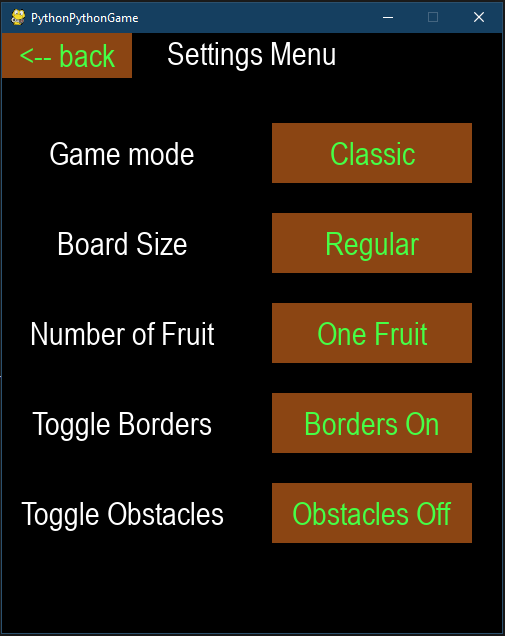 PythonPythonGame
<-- back
Settings Menu
Game mode
Classic
Board Size
Regular
Number of Fruit
One Fruit
Toggle Borders
Borders On
Toggle Obstacles
Obstacles Off